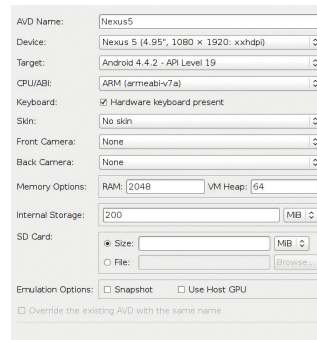 AVD Name: Nexus5
Device: Nexus 5 (4.95", 1080 × 1920: xxhdpi)
Target: Android 4.4.2 - API Level 19
CPU/ABI: ARM (armeabi-v7a)
Keyboard: Hardware keyboard present
Skin: No skin
Front Camera: None
Back Camera: None
Memory Options: RAM: 2048 VM Heap: 64
Internal Storage: 200 MiB
SD Card:
Size: MiB
File: Browse...
Emulation Options: Snapshot Use Host GPU
Override the existing AVD with the same name